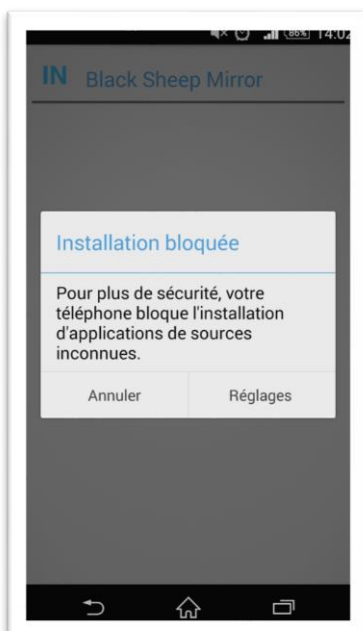 86% 14:02
IN Black Sheep Mirror
Installation bloquée
Pour plus de sécurité, votre
téléphone bloque l'installation
d'applications de sources
inconnues.
Annuler Réglages